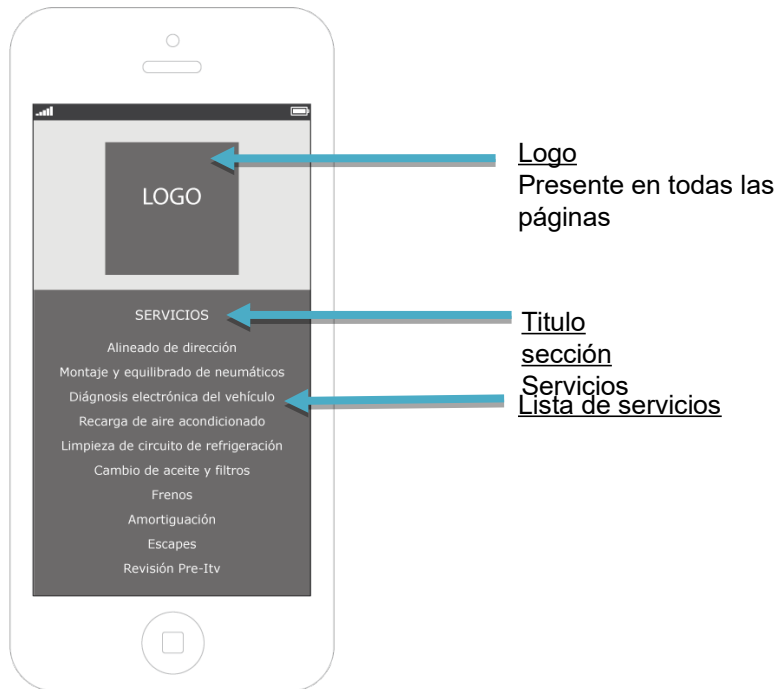 LOGO
SERVICIOS
Alineado de dirección
Montaje y equilibrado de neumáticos
Diágnosis electrónica del vehículo
Recarga de aire acondicionado
Limpieza de circuito de refrigeración
Cambio de aceite y filtros
Frenos
Amortiguación
Escapes
Revisión Pre-Itv
Logo
Presente en todas las
páginas
Titulo
sección
Servicios
Lista de servicios